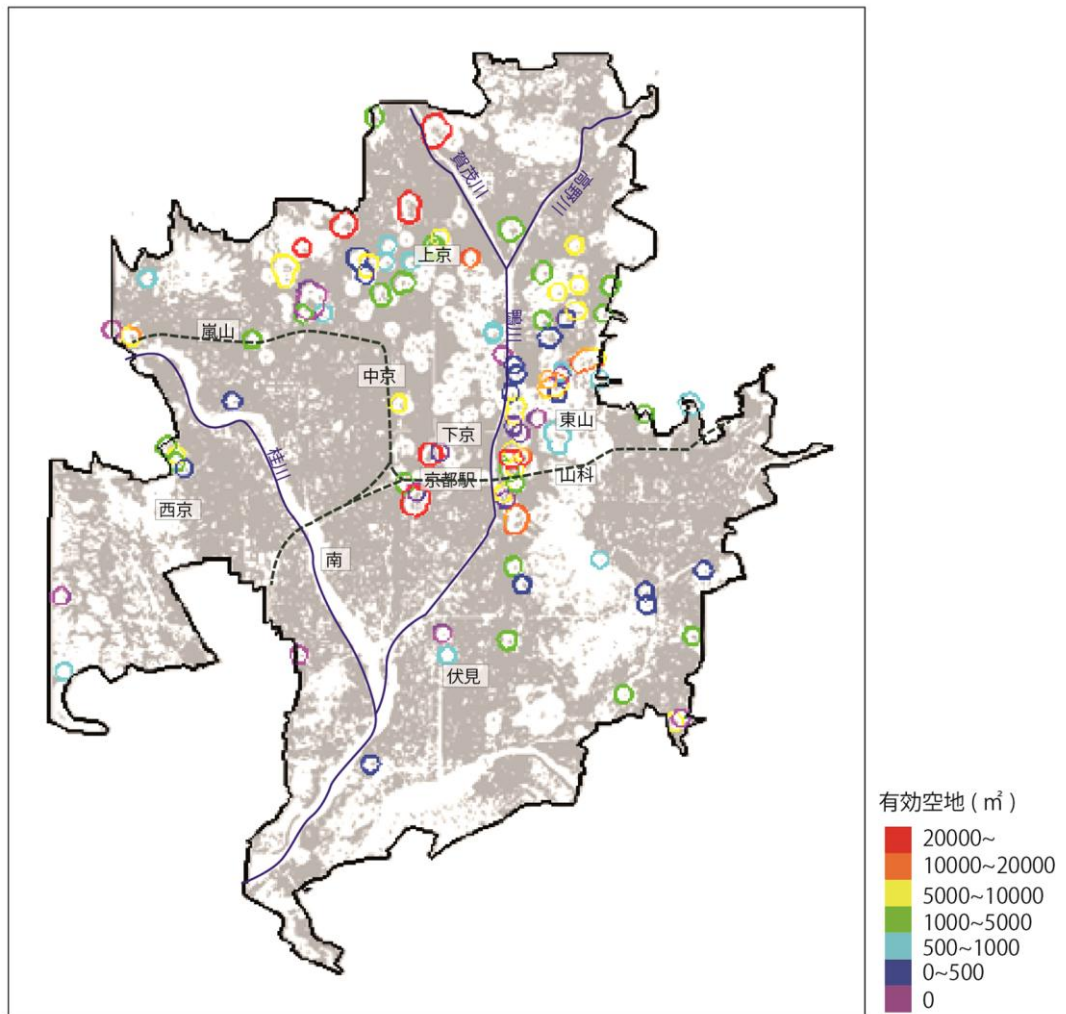 賀茂川
高野川
上京
鴨川
嵐山
中京
東山
下京
桂川
京都駅
山科
西京
南
伏見
有効空地 ( ㎡ )
20000~
10000~20000
5000~10000
1000~5000
500~1000
0~500
0